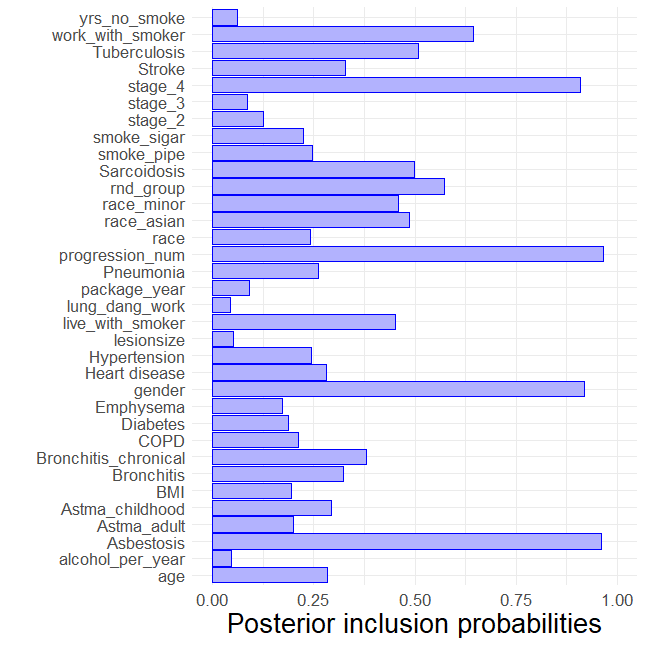 yrs_no_smoke
work_with_smoker
Tuberculosis
Stroke
stage_4
stage_3
stage_2
smoke_sigar
smoke_pipe
Sarcoidosis
rnd_group
race_minor
race_asian
race
progression_num
Pneumonia
package_year
lung_dang_work
live_with_smoker
lesionsize
Hypertension
Heart disease
gender
Emphysema
Diabetes
COPD
Bronchitis_chronical
Bronchitis
BMI
Astma_childhood
Astma_adult
Asbestosis
alcohol_per_year
age
0.00 0.25 0.50 0.75 1.00
Posterior inclusion probabilities